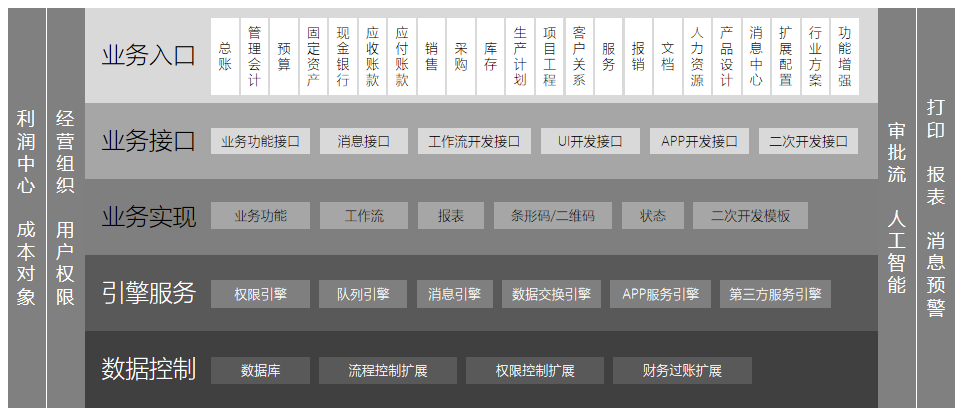 利润中心 成本对象
经营组织 用户权限
业务入口
总账
管理会计
预算
固定资产
现金银行
应收账款
应付账款
销售
采购
库存
生产计划
项目工程
客户关系
服务
报销
文档
人力资源
产品设计
消息中心
扩展配置
行业方案
功能增强
业务接口
业务功能接口
消息接口
工作流开发接口
UI开发接口
APP开发接口
二次开发接口
业务实现
业务功能
工作流
报表
条形码/二维码
状态
二次开发模板
引擎服务
权限引擎
队列引擎
消息引擎
数据交换引擎
APP服务引擎
第三方服务引擎
数据控制
数据库
流程控制扩展
权限控制扩展
财务过账扩展
审批流 人工智能
打印 报表 消息预警